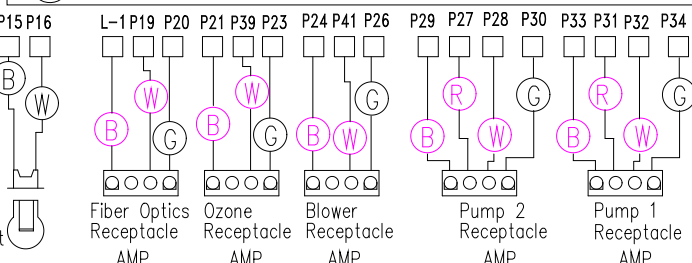 P15 P16 L-1 P19 P20 P21 P39 P23 P24 P41 P26 P29 P27 P28 P30 P33 P31 P32 P34
R R
B W W W G G G
B B B W B W B W
G G
Fiber Optics Ozone Blower Pump 2 Pump 1
Receptacle Receptacle Receptacle Receptacle Receptacle
t
AMP AMP AMP AMP AMP